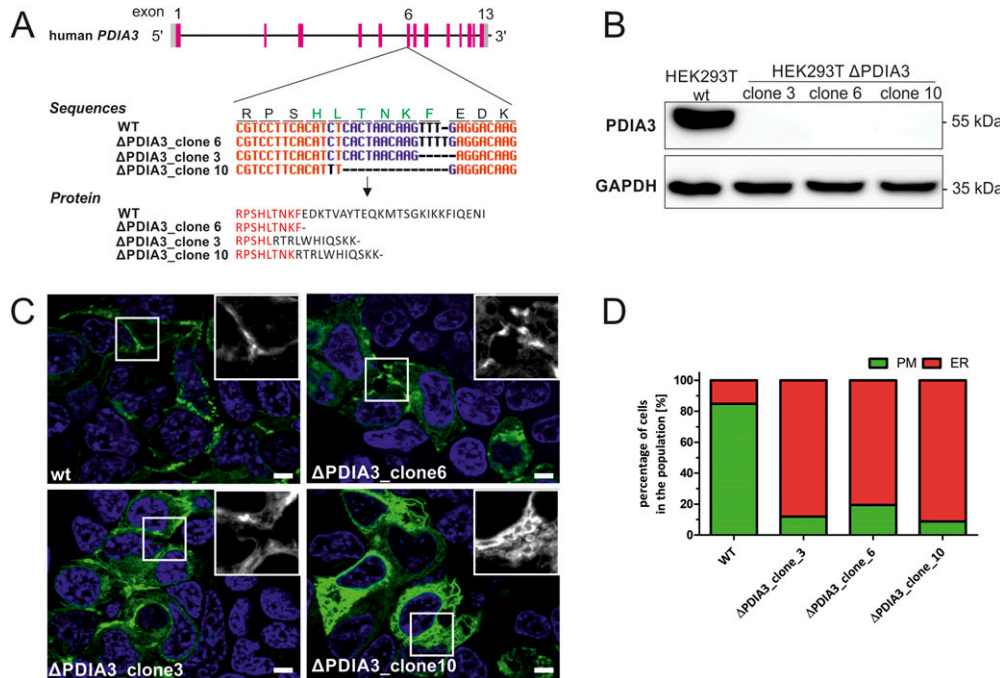 A
exon 1 6 13
human PDIA3 5' 3'
Sequences R P S H L T N K F E D K
WT CGTCCTTCACATCTCACTAACAAGTTT-GAGGACAAG
ΔPDIA3_clone 6 CGTCCTTCACATCTCACTAACAAGTTTTGAGGACAAG
ΔPDIA3_clone 3 CGTCCTTCACATCTCACTAACAAG-----AGGACAAG
ΔPDIA3_clone 10 CGTCCTTCACATTT--------------GAGGACAAG
Protein
WT RPSHLTNKFEDKTVAYTEQKMTSGKIKKFIQENI
ΔPDIA3_clone 6 RPSHLTNKF-
ΔPDIA3_clone 3 RPSHLRTRLWHIQSKK-
ΔPDIA3_clone 10 RPSHLTNKRTRLWHIQSKK-
B
HEK293T HEK293T ΔPDIA3
wt clone 3 clone 6 clone 10
PDIA3 55 kDa
GAPDH 35 kDa
C
wt
ΔPDIA3_clone6
ΔPDIA3_clone3
ΔPDIA3_clone10
D
PM ER
percentage of cells
in the population [%]
100
80
60
40
20
0
WT
ΔPDIA3_clone_3
ΔPDIA3_clone_6
ΔPDIA3_clone_10